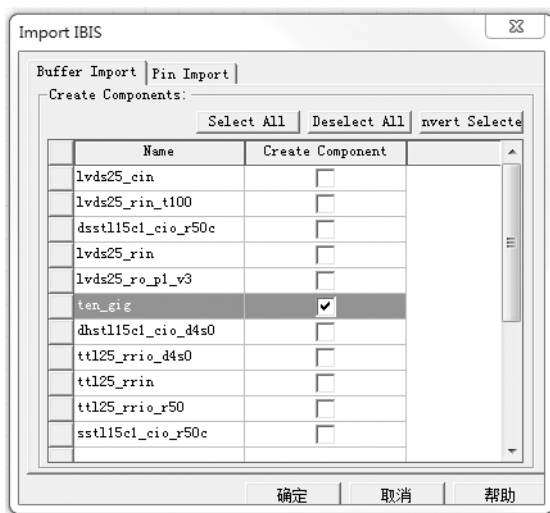 Import IBIS
Buffer Import Pin Import
Create Components:
Select All Deselect All nvert Selecte
Name Create Component
lvds25_cin
lvds25_rin_t100
dsstl15c1_cio_r50c
lvds25_rin
lvds25_ro_p1_v3
ten_gig
dhstl15c1_cio_d4s0
ttl25_rrio_d4s0
ttl25_rrin
ttl25_rrio_r50
sstl15c1_cio_r50c
确定 取消 帮助